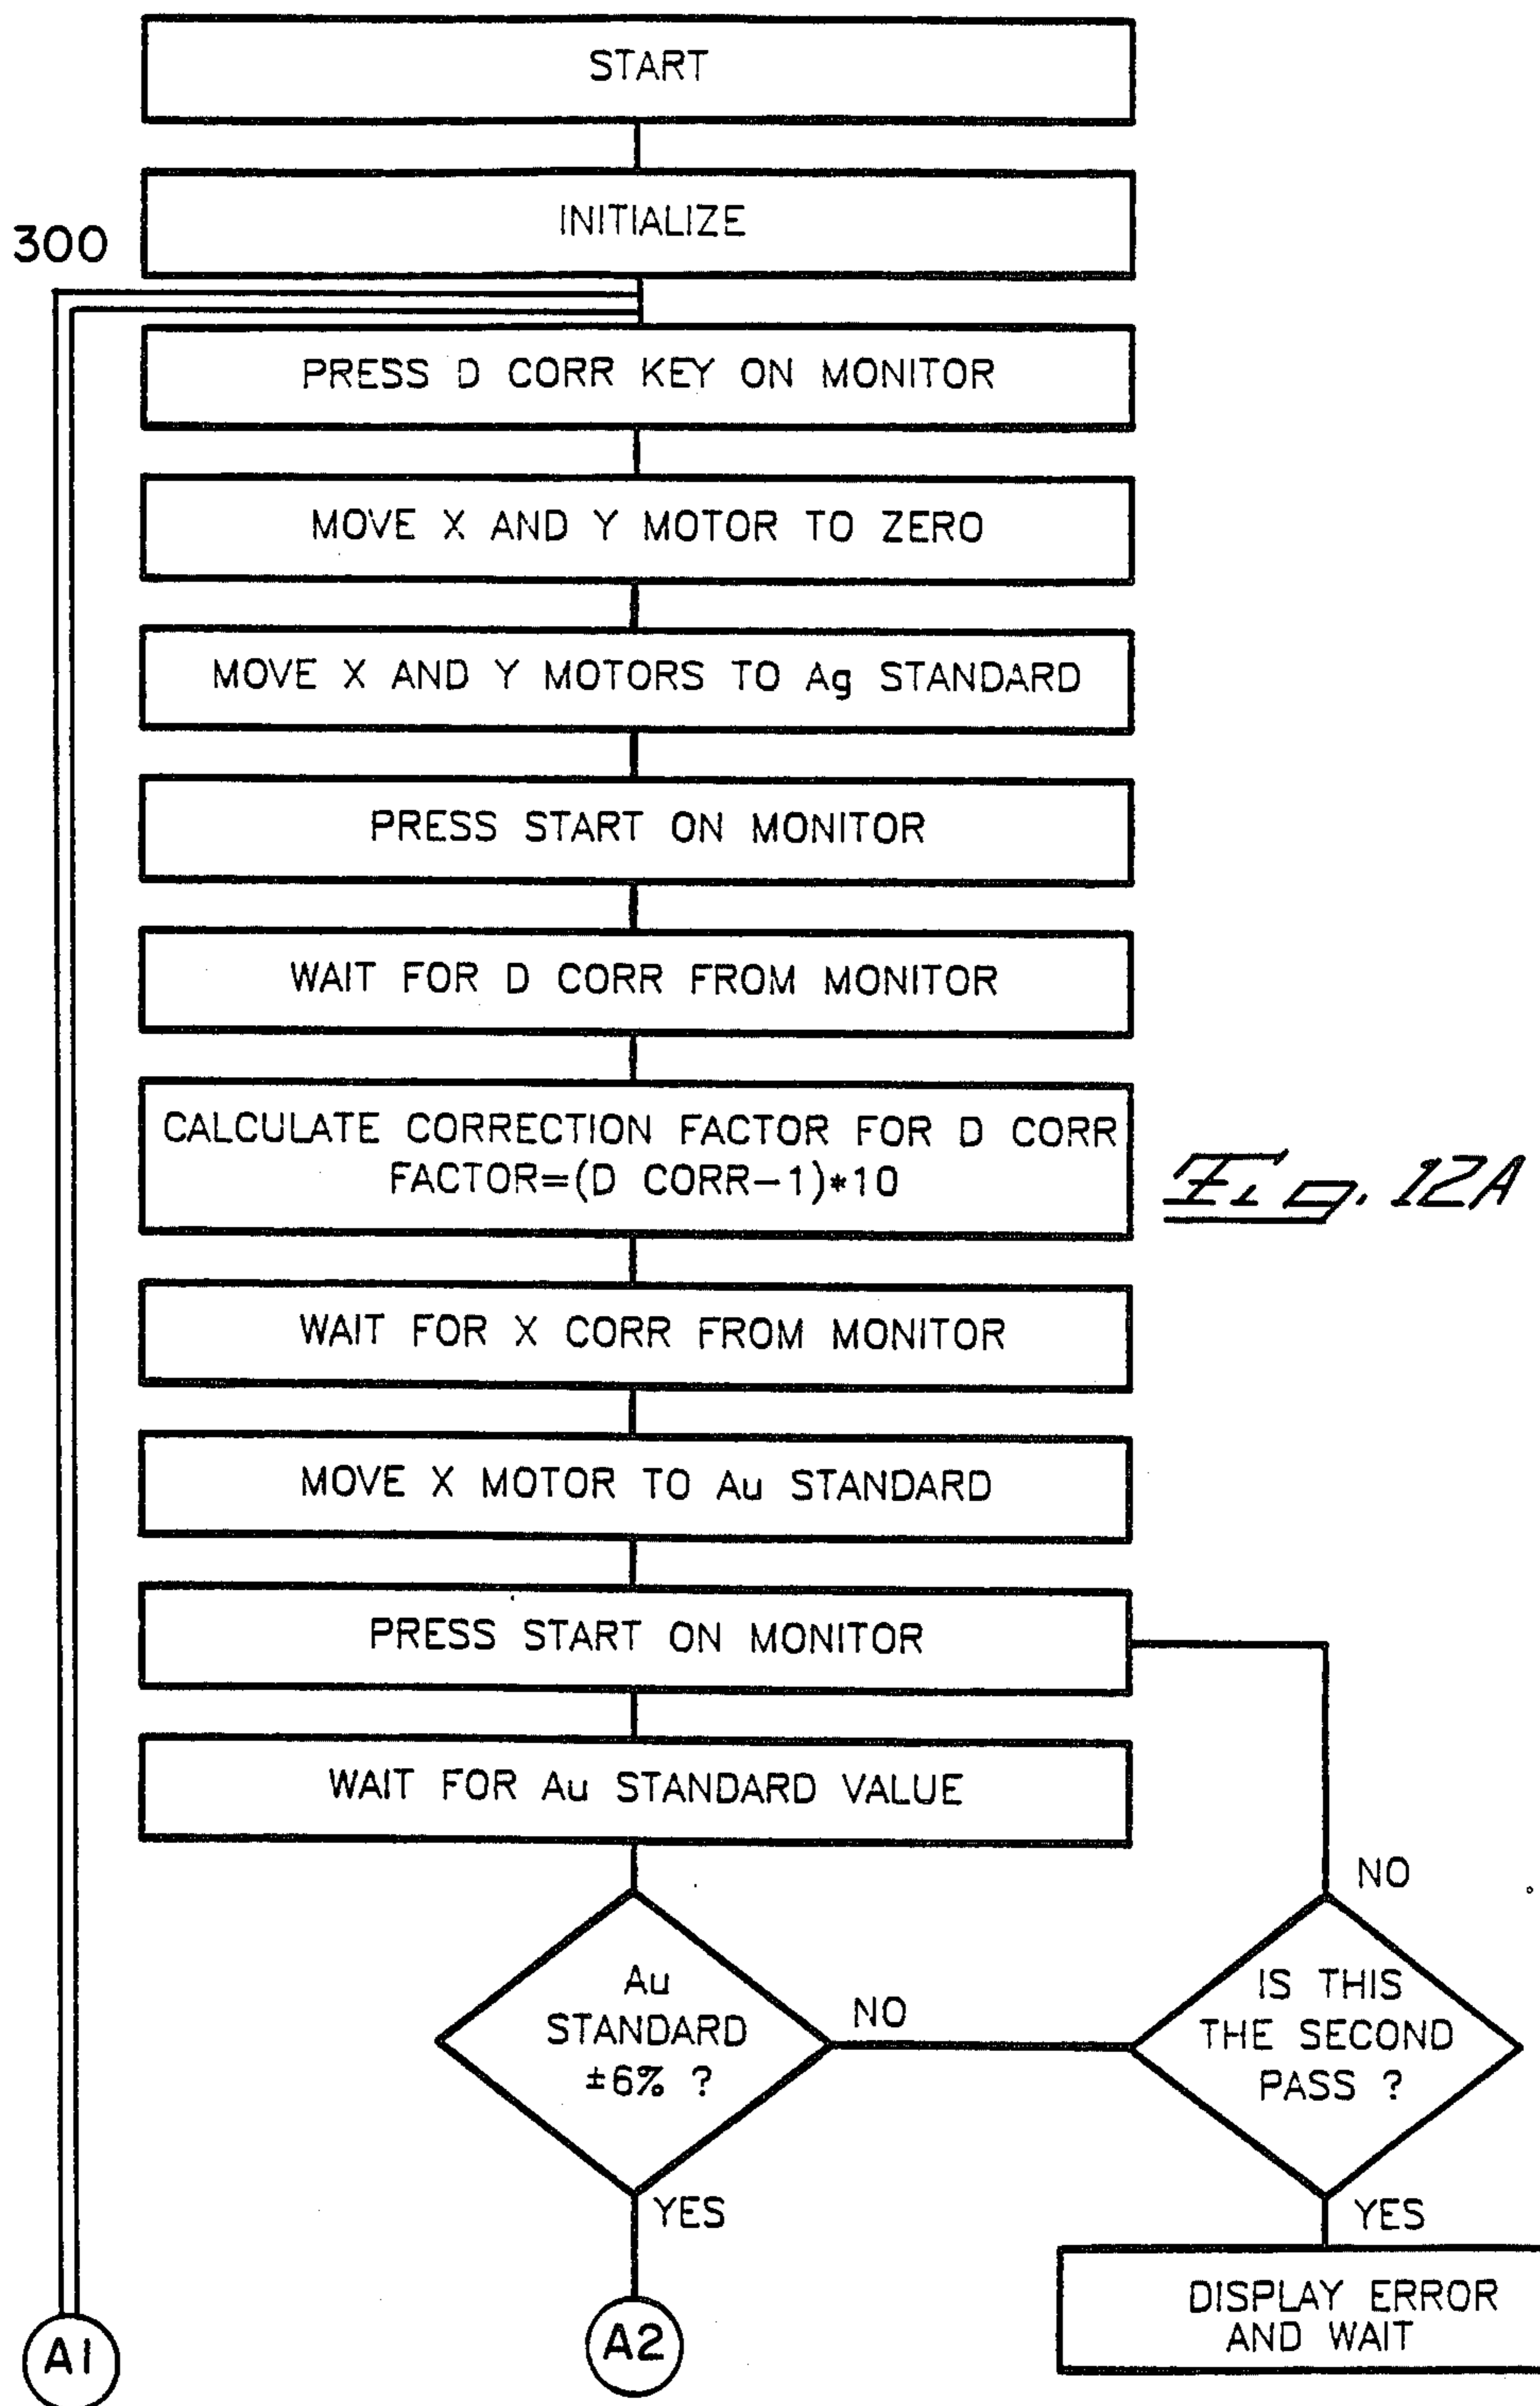 START
INITIALIZE
300
PRESS D CORR KEY ON MONITOR
MOVE X AND Y MOTOR TO ZERO
MOVE X AND Y MOTORS TO Ag STANDARD
PRESS START ON MONITOR
WAIT FOR D CORR FROM MONITOR
CALCULATE CORRECTION FACTOR FOR D CORR
FACTOR=(D CORR-1)*10
Fig. 12A
WAIT FOR X CORR FROM MONITOR
MOVE X MOTOR TO Au STANDARD
PRESS START ON MONITOR
WAIT FOR Au STANDARD VALUE
Au
STANDARD
±6% ?
NO
NO
IS THIS
THE SECOND
PASS ?
YES
YES
DISPLAY ERROR
AND WAIT
A1
A2